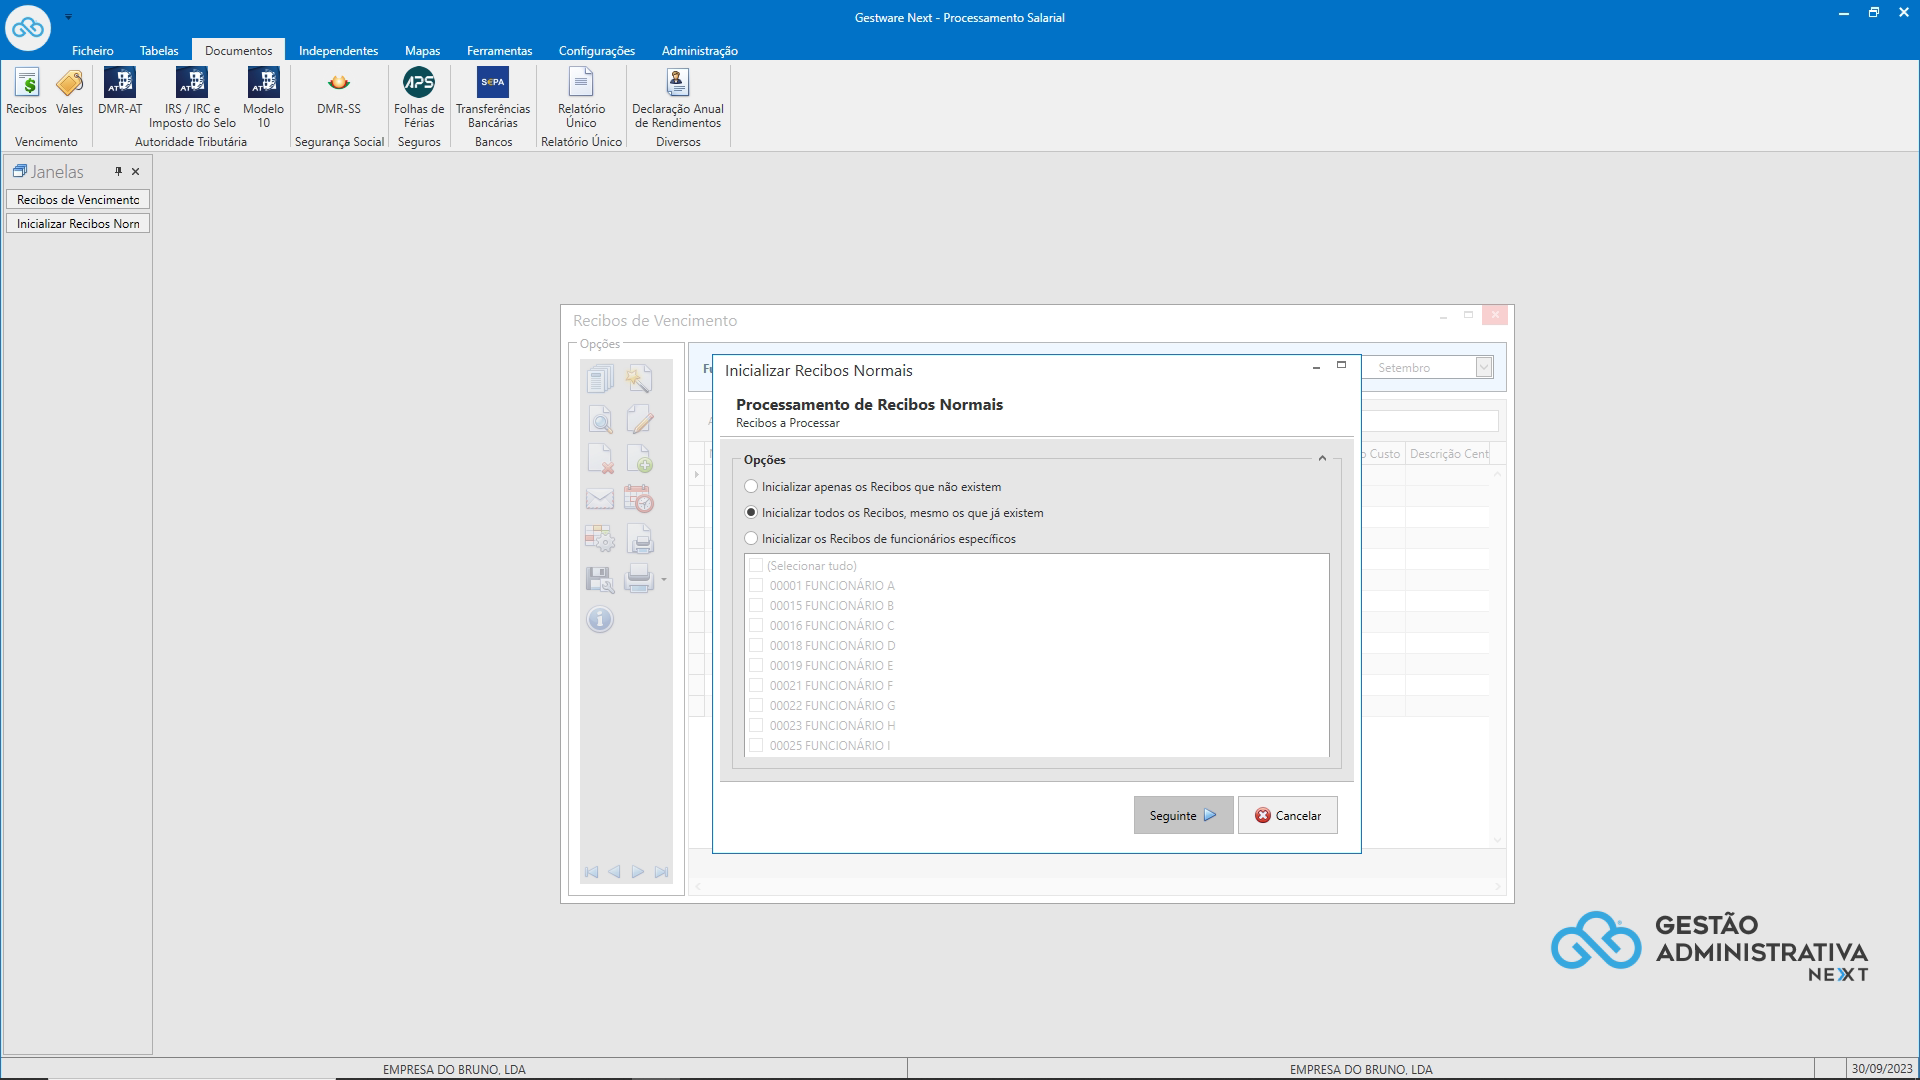 Gestware Next - Processamento Salarial
Ficheiro Tabelas Documentos Independentes Mapas Ferramentas Configurações Administração
Recibos Vales DMR-AT IRS / IRC e Imposto do Selo Modelo 10 DMR-SS Folhas de Férias Transferências Bancárias Relatório Único Declaração Anual de Rendimentos
AT AT AT APS S€PA
Vencimento Autoridade Tributária Segurança Social Seguros Bancos Relatório Único Diversos
Janelas
Recibos de Vencimento
Inicializar Recibos Norm
Recibos de Vencimento
Opções
Setembro
Custo Descrição Cent
Inicializar Recibos Normais
Processamento de Recibos Normais
Recibos a Processar
Opções
Inicializar apenas os Recibos que não existem
Inicializar todos os Recibos, mesmo os que já existem
Inicializar os Recibos de funcionários específicos
(Selecionar tudo)
00001 FUNCIONÁRIO A
00015 FUNCIONÁRIO B
00016 FUNCIONÁRIO C
00018 FUNCIONÁRIO D
00019 FUNCIONÁRIO E
00021 FUNCIONÁRIO F
00022 FUNCIONÁRIO G
00023 FUNCIONÁRIO H
00025 FUNCIONÁRIO I
Seguinte Cancelar
GESTÃO
ADMINISTRATIVA
NEXT
EMPRESA DO BRUNO, LDA EMPRESA DO BRUNO, LDA 30/09/2023